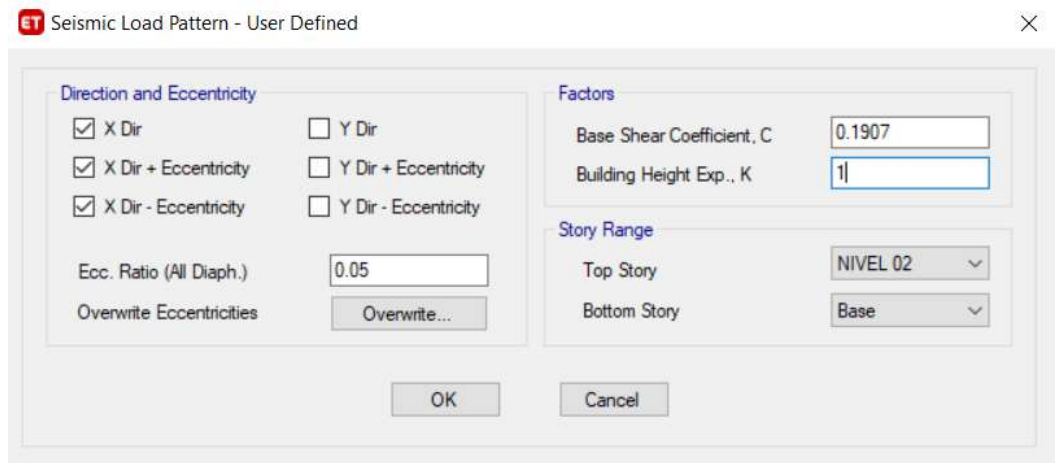 ET Seismic Load Pattern - User Defined
Direction and Eccentricity
X Dir
Y Dir
X Dir + Eccentricity
Y Dir + Eccentricity
X Dir - Eccentricity
Y Dir - Eccentricity
Ecc. Ratio (All Diaph.)
0.05
Overwrite Eccentricities
Overwrite...
Factors
Base Shear Coefficient, C
0.1907
Building Height Exp., K
1
Story Range
Top Story
NIVEL 02
Bottom Story
Base
OK
Cancel